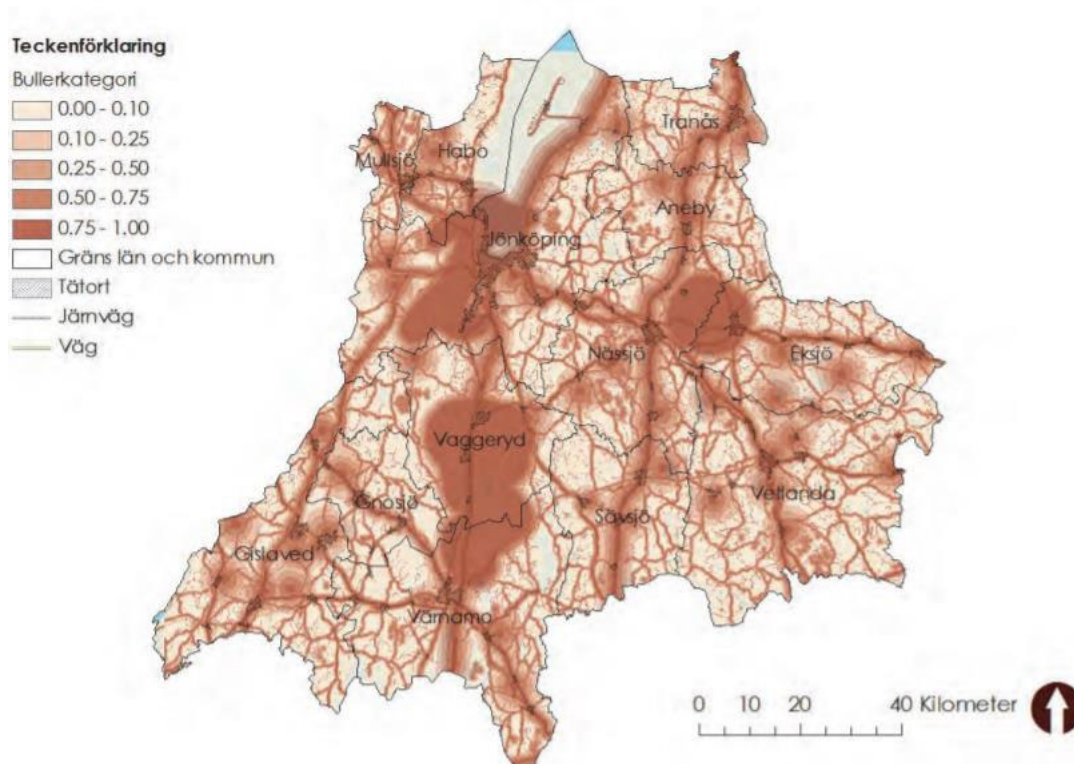 Teckenförklaring
Bullerkategori
0.00 - 0.10
0.10 - 0.25
0.25 - 0.50
0.50 - 0.75
0.75 - 1.00
Gräns län och kommun
Tätort
Järnväg
Väg
Tranås
Mullsjö
Habo
Aneby
Jönköping
Nässjö
Eksjö
Vaggeryd
Vetlanda
Gnosjö
Sävsjö
Gislaved
Värnamo
0 10 20 40 Kilometer